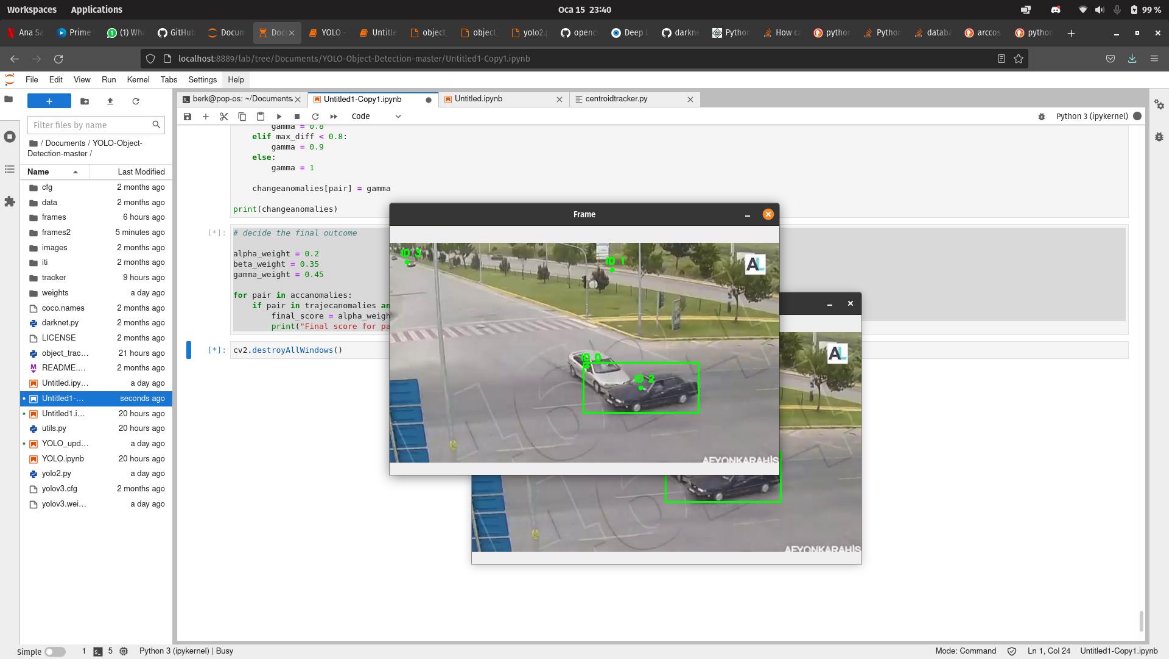 Workspaces Applications Oca 15 23:40 99 %
Ana Sa Prime (1) Wh GitHub Docum Doc YOLO - Untitle object object_ yolo2.p openc Deep L darkne Pytho How c python Pytho datab arccos python
localhost:8889/lab/tree/Documents/YOLO-Object-Detection-master/Untitled1-Copy1.ipynb
File Edit View Run Kernel Tabs Settings Help
berk@pop-os: ~/Documents Untitled1-Copy1.ipynb Untitled.ipynb centroidtracker.py
Code Python 3 (ipykernel)
Filter files by name
/ Documents / YOLO-Object-
Detection-master /
Name Last Modified
cfg 2 months ago
data 2 months ago
frames 6 hours ago
frames2 5 minutes ago
images 2 months ago
iti 2 months ago
tracker 9 hours ago
weights a day ago
coco.names 2 months ago
darknet.py 2 months ago
LICENSE 2 months ago
object_trac... 21 hours ago
README.... 2 months ago
Untitled.ipy... a day ago
Untitled1-... seconds ago
Untitled1.i... 20 hours ago
utils.py 20 hours ago
YOLO_upd... a day ago
YOLO.ipynb 20 hours ago
yolo2.py a day ago
yolov3.cfg 2 months ago
yolov3.wei... a day ago
gamma = 0.8
elif max_diff < 0.8:
gamma = 0.9
else:
gamma = 1
changeanomalies[pair] = gamma
print(changeanomalies)
[*]: # decide the final outcome
alpha_weight = 0.2
beta_weight = 0.35
gamma_weight = 0.45
for pair in accanomalies:
if pair in trajecanomalies an
final_score = alpha_weigh
print("Final score for pa
[*]: cv2.destroyAllWindows()
Frame
ID 3
ID 1
AL
ID 0
ID 2
AFYONKARAHİS
AL
AFYONKARAHİS
Simple 1 5 Python 3 (ipykernel) | Busy Mode: Command Ln 1, Col 24 Untitled1-Copy1.ipynb